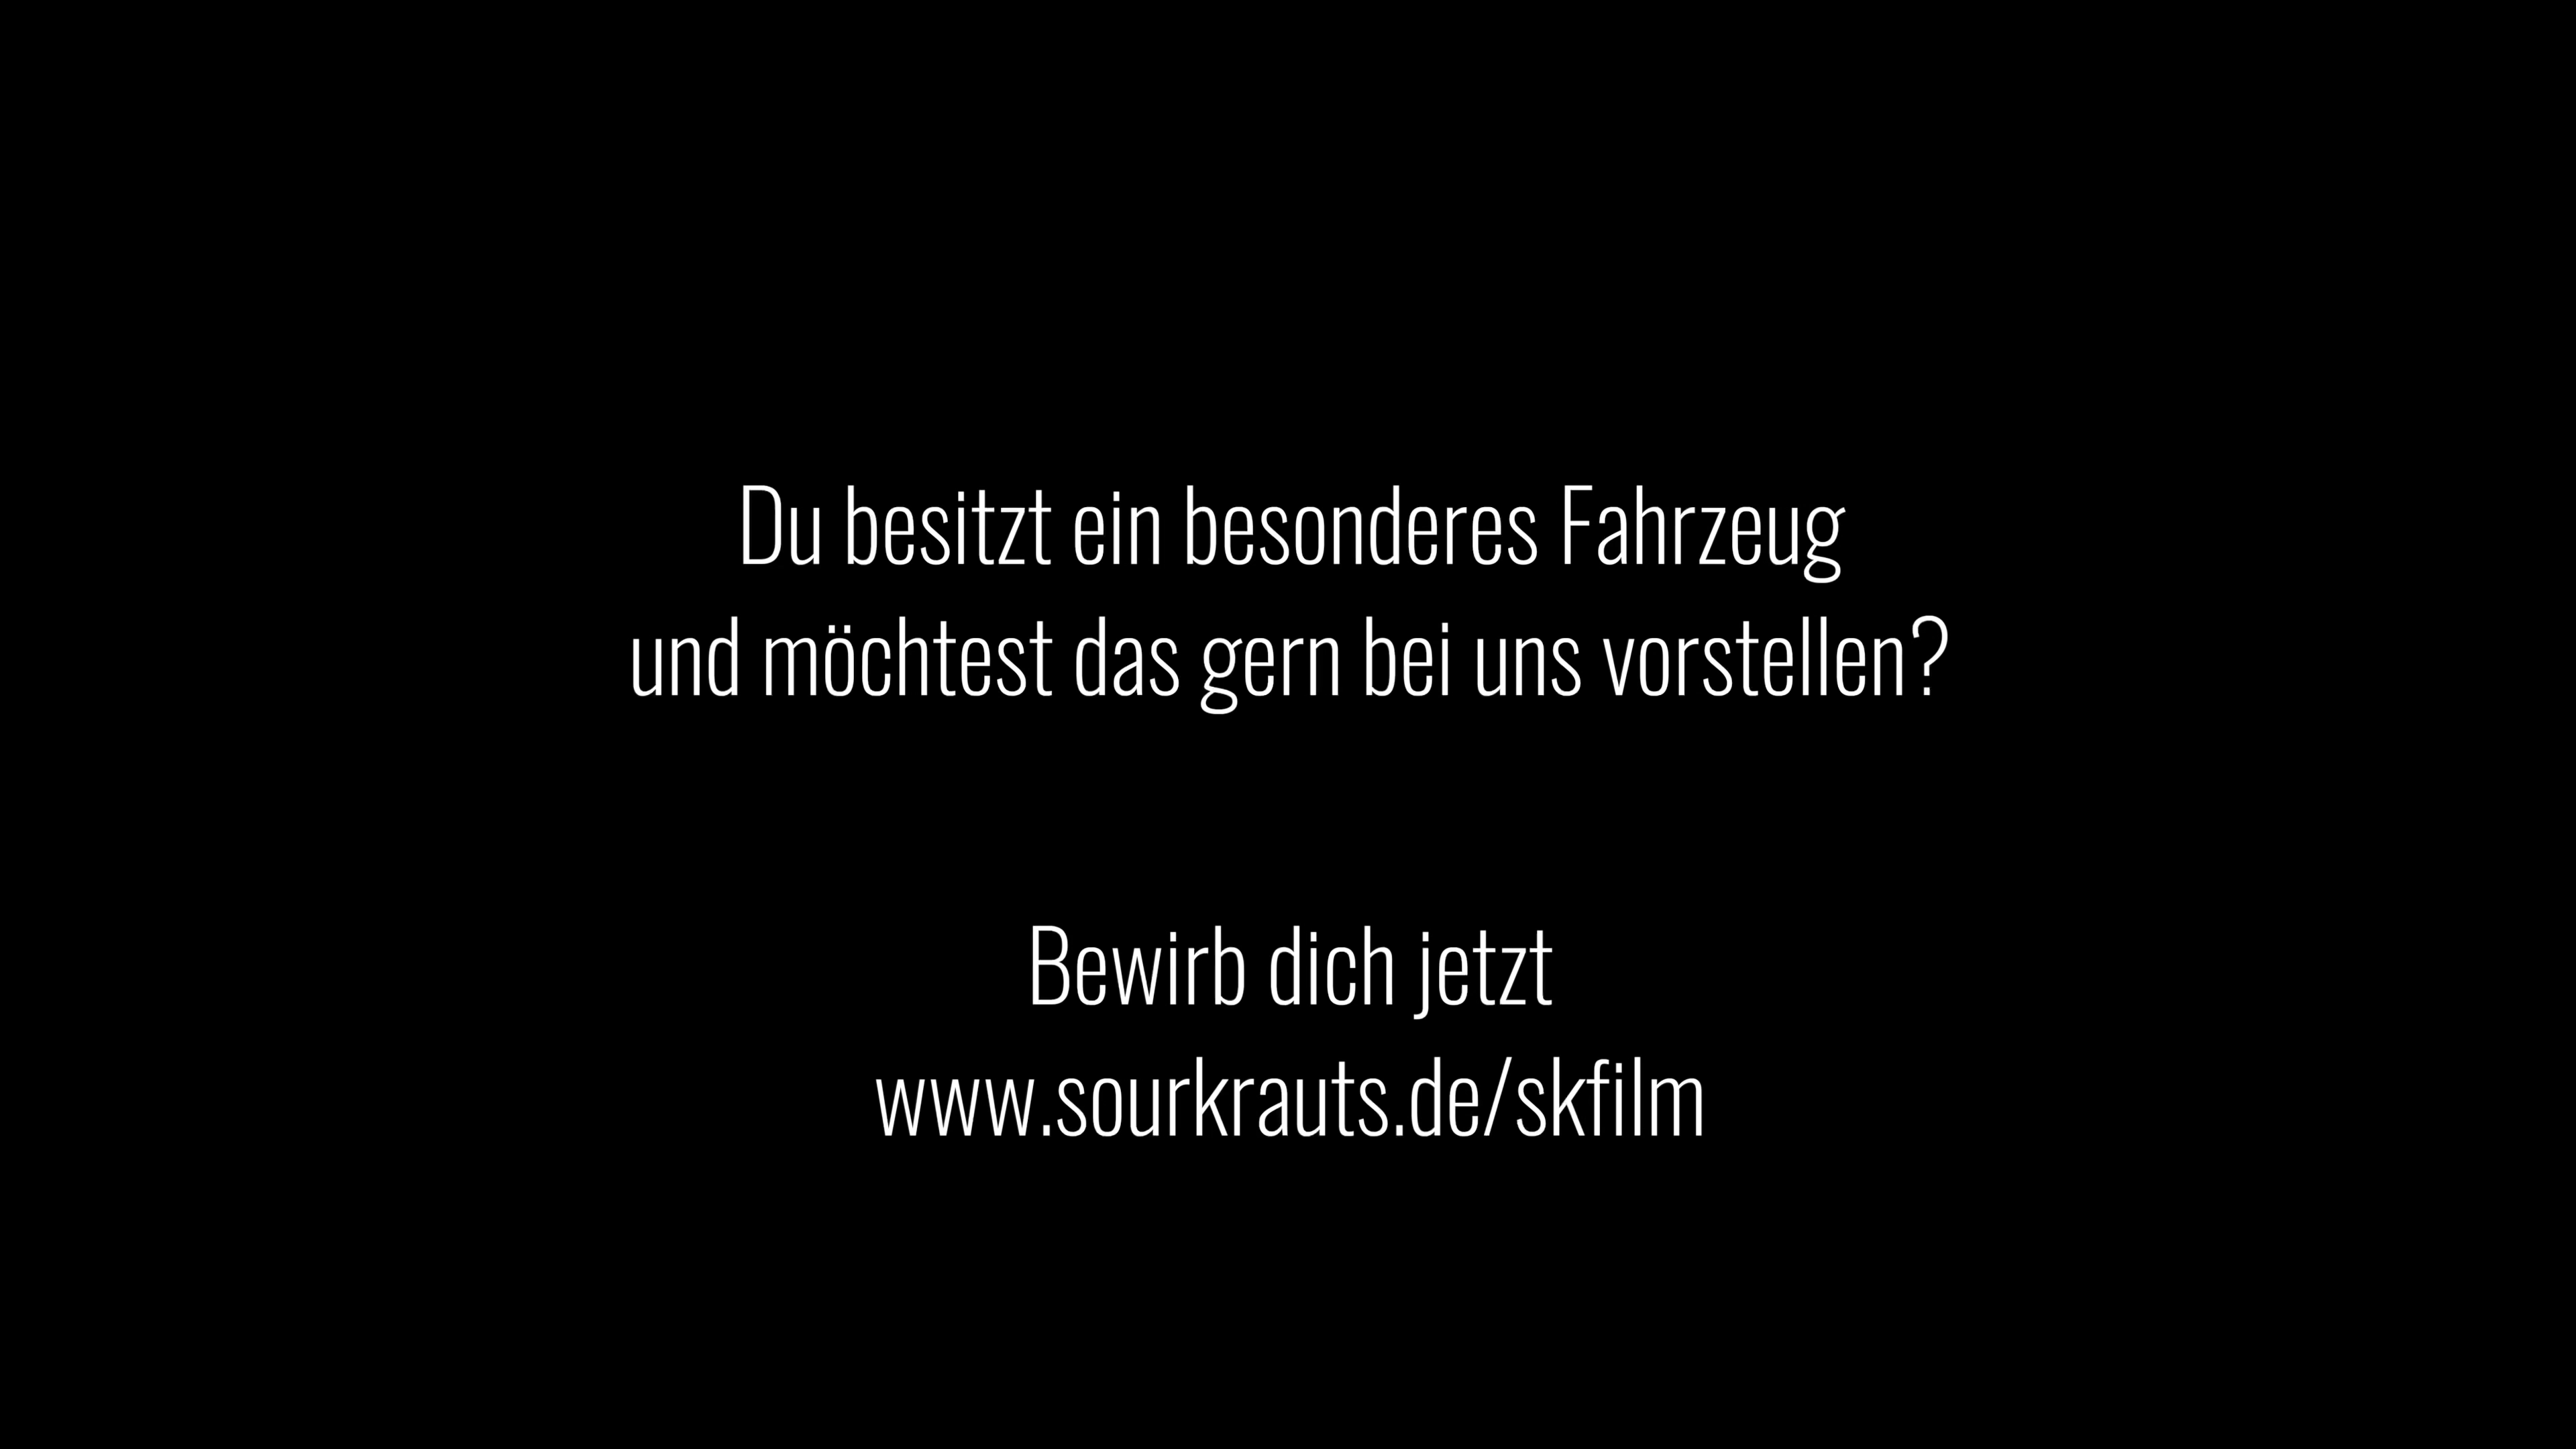 Du besitzt ein besonderes Fahrzeug
und möchtest das gern bei uns vorstellen?
Bewirb dich jetzt
www.sourkrauts.de/skfilm